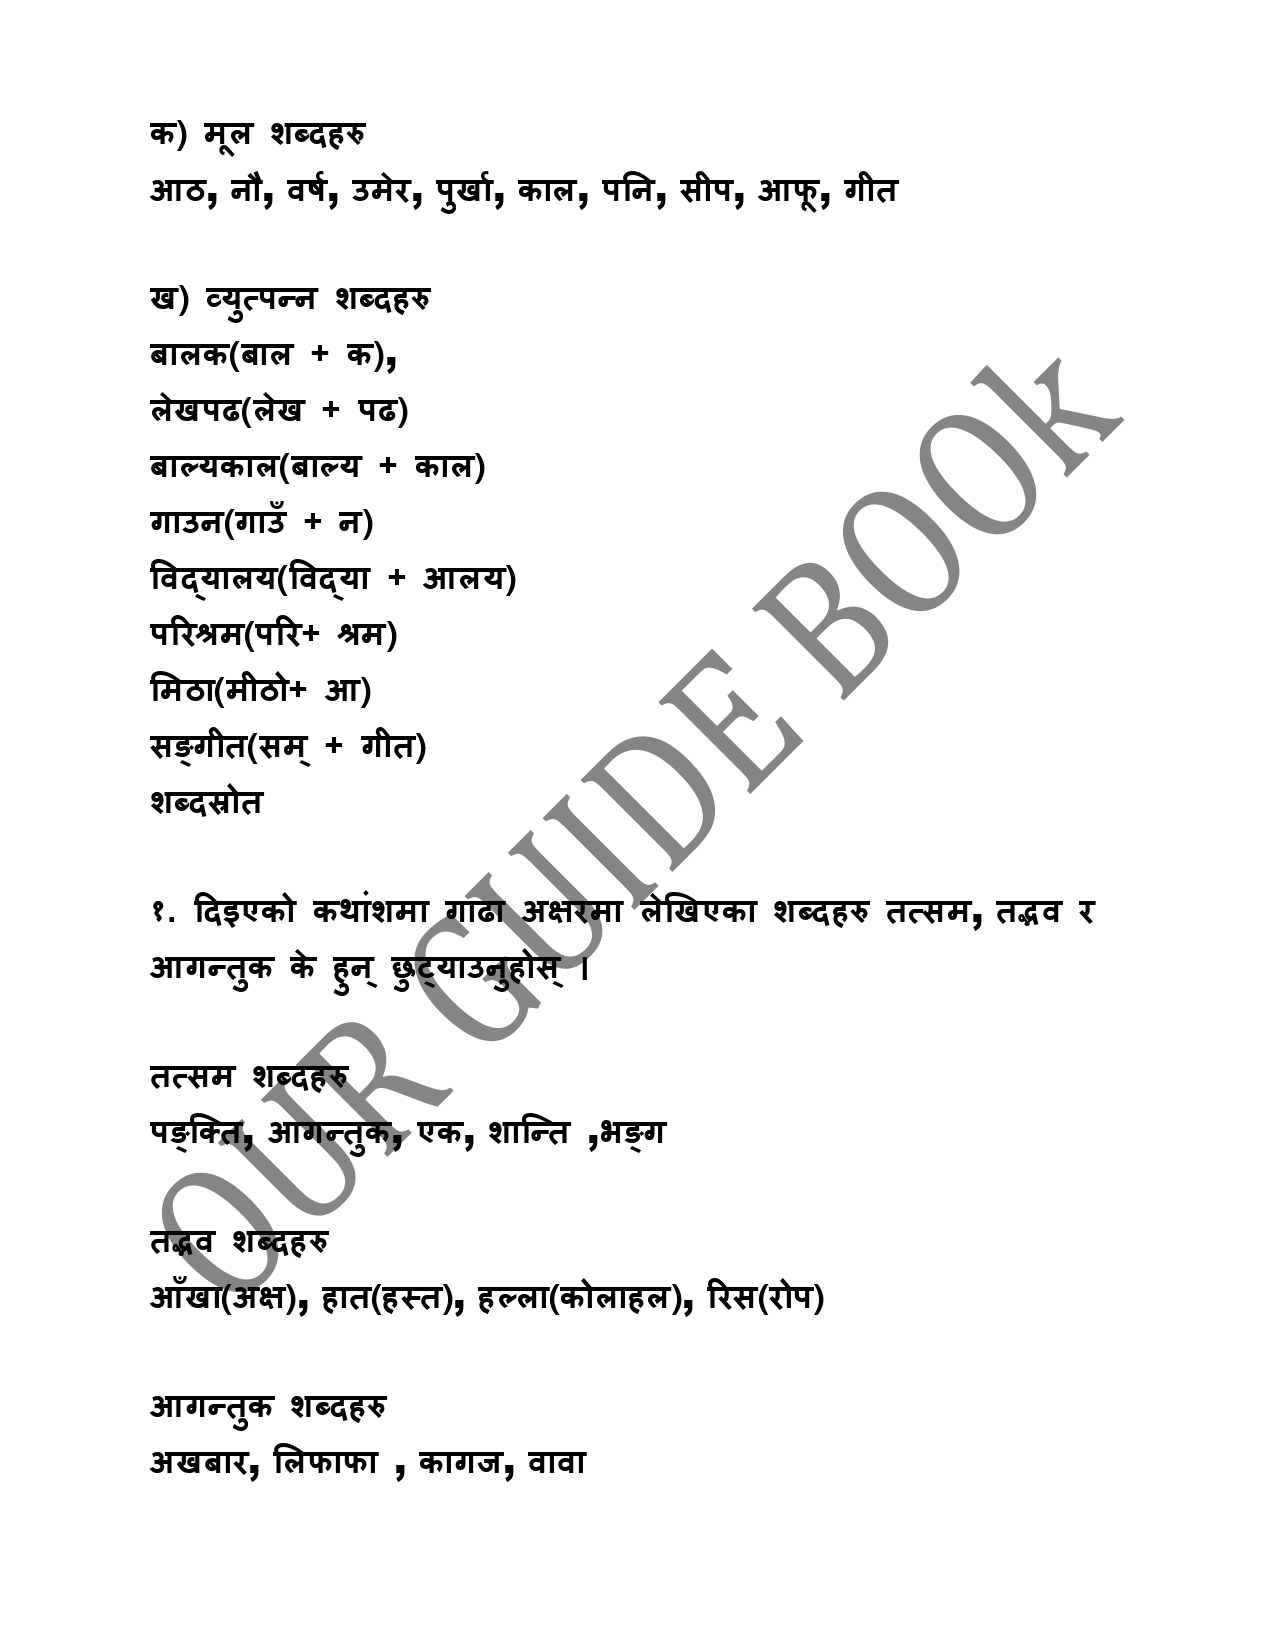 क) मूल शब्दहरु
आठ, नौ, वर्ष, उमेर, पुर्खा, काल, पनि, सीप, आफू, गीत
ख) व्युत्पन्न शब्दहरु
बालक(बाल + क),
लेखपढ(लेख + पढ)
बाल्यकाल(बाल्य + काल)
गाउन(गाउँ + न)
विद्यालय(विद्या + आलय)
परिश्रम(परि+ श्रम)
मिठा(मीठो+ आ)
सङ्गीत(सम् + गीत)
शब्दस्रोत
१. दिइएको कथांशमा गाढा अक्षरमा लेखिएका शब्दहरु तत्सम, तद्भव र
आगन्तुक के हुन् छुट्याउनुहोस् ।
तत्सम शब्दहरु
पङ्क्ति, आगन्तुक, एक, शान्ति ,भङ्ग
तद्भव शब्दहरु
आँखा(अक्ष), हात(हस्त), हल्ला(कोलाहल), रिस(रोप)
आगन्तुक शब्दहरु
अखबार, लिफाफा , कागज, वावा
OUR GUIDE BOOk